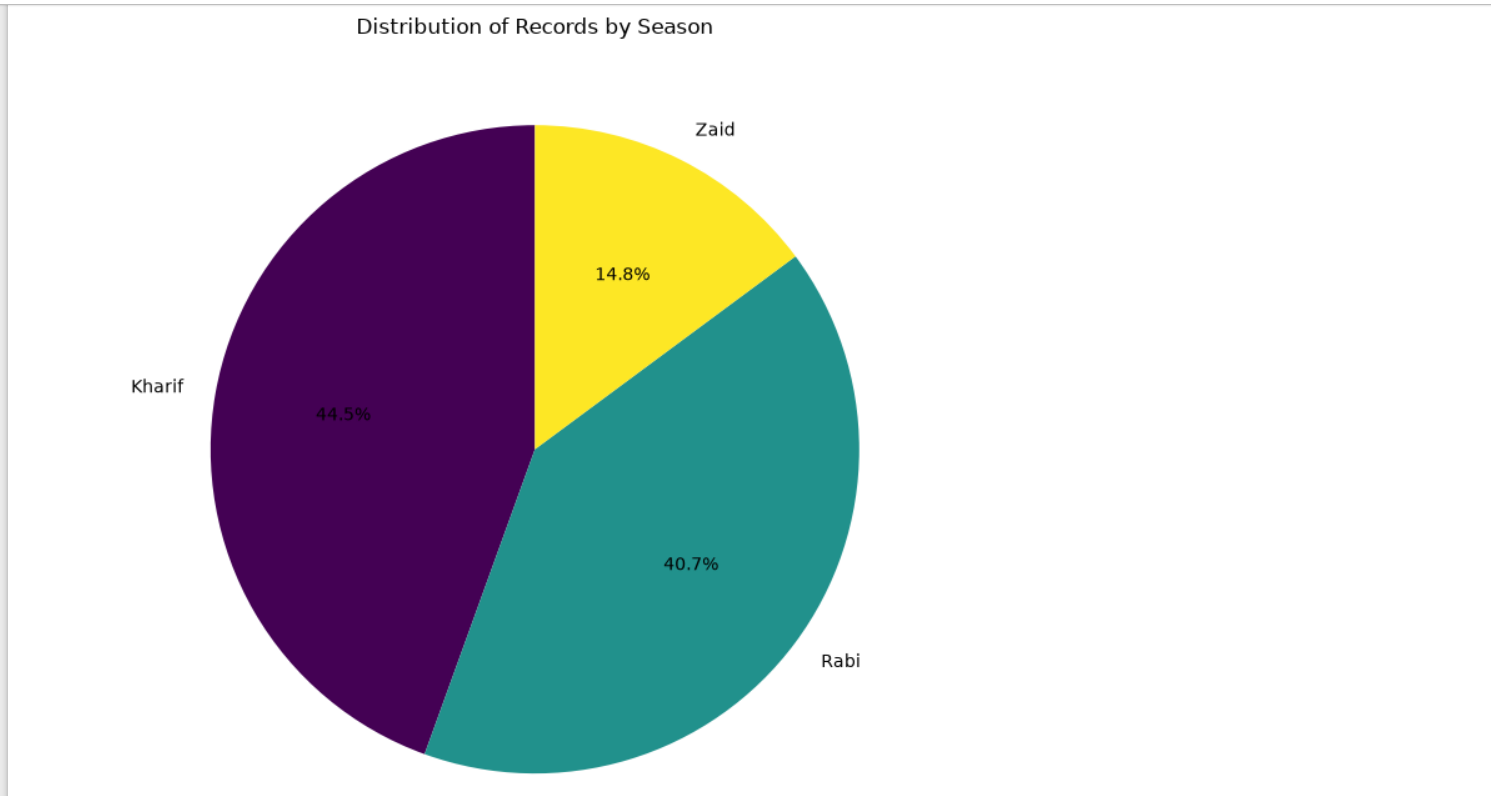 Distribution of Records by Season
Zaid
14.8%
Kharif
44.5%
40.7%
Rabi